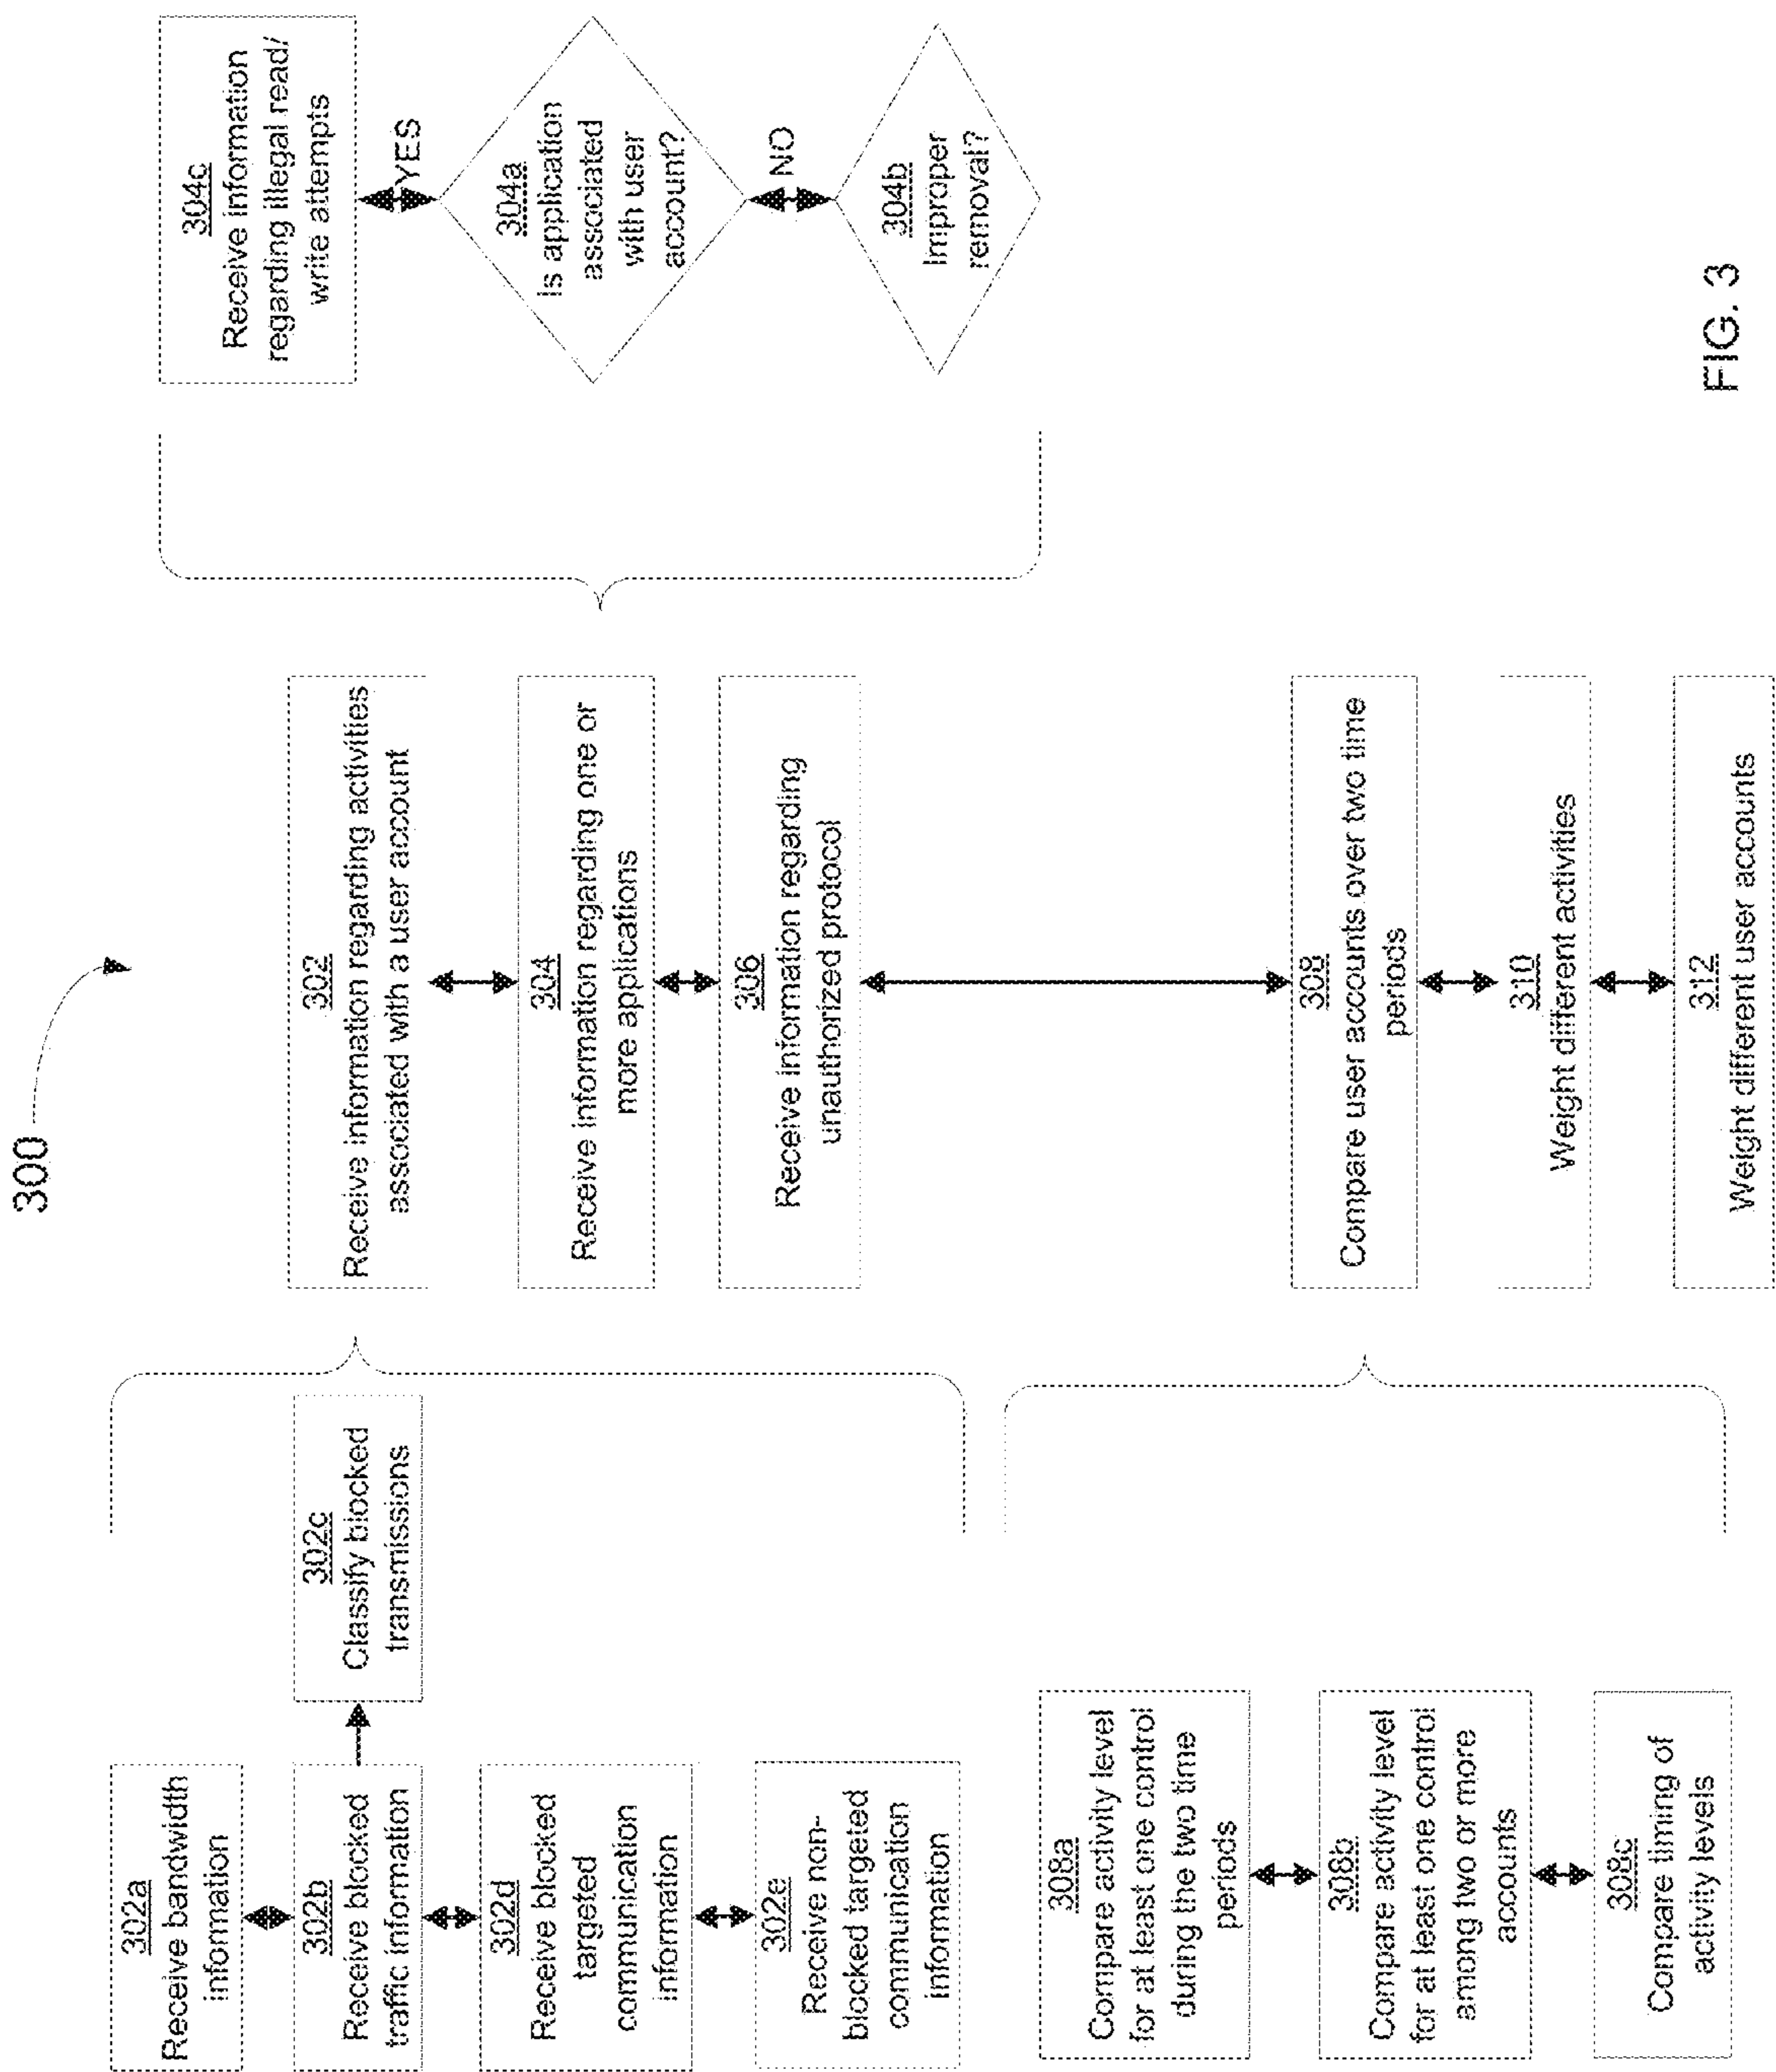 300
302a
Receive bandwidth
information
302b
Receive blocked
traffic information
302c
Classify blocked
transmissions
302d
Receive blocked
targeted
communication
information
302e
Receive non-
blocked targeted
communication
information
302
Receive information regarding activities
associated with a user account
304
Receive information regarding one or
more applications
306
Receive information regarding
unauthorized protocol
304c
Receive information
regarding illegal read/
write attempts
YES
304a
Is application
associated
with user
account?
NO
304b
Improper
removal?
308a
Compare activity level
for at least one control
during the two time
periods
308b
Compare activity level
for at least one control
among two or more
accounts
308c
Compare timing of
activity levels
308
Compare user accounts over two time
periods
310
Weight different activities
312
Weight different user accounts
FIG. 3